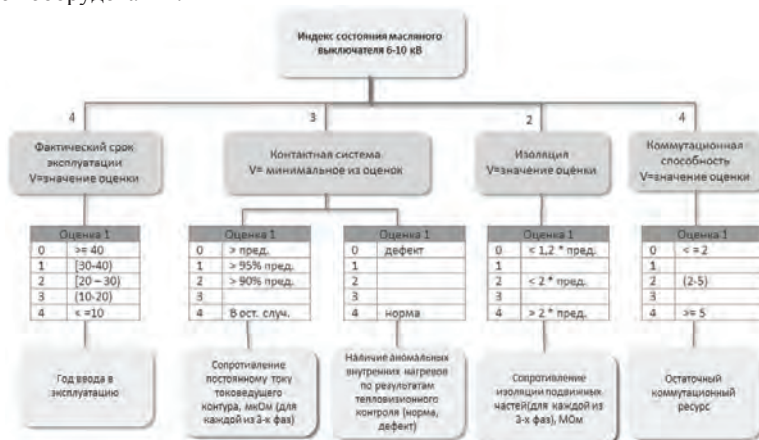 Индекс состояния масляного
выключателя 6-10 кВ
4
3
2
4
Фактический срок
эксплуатации
V=значение оценки
Контактная система
V= минимальное из оценок
Изоляция
V=значение оценки
Коммутационная
способность
V=значение оценки
Оценка 1
0 >= 40
1 [30-40)
2 [20 – 30)
3 (10-20)
4 < =10
Оценка 1
0 > пред.
1 > 95% пред.
2 > 90% пред.
3
4 В ост. случ.
Оценка 1
0 дефект
1
2
3
4 норма
Оценка 1
0 < 1,2 * пред.
1
2 < 2 * пред.
3
4 > 2 * пред.
Оценка 1
0 < = 2
1
2 (2-5)
3
4 >= 5
Год ввода в
эксплуатацию
Сопротивление
постоянному току
токоведущего
контура, мкОм (для
каждой из 3-х фаз)
Наличие аномальных
внутренних нагревов
по результатам
тепловизионного
контроля (норма,
дефект)
Сопротивление
изоляции подвижных
частей(для каждой из
3-х фаз), МОм
Остаточный
коммутационный
ресурс